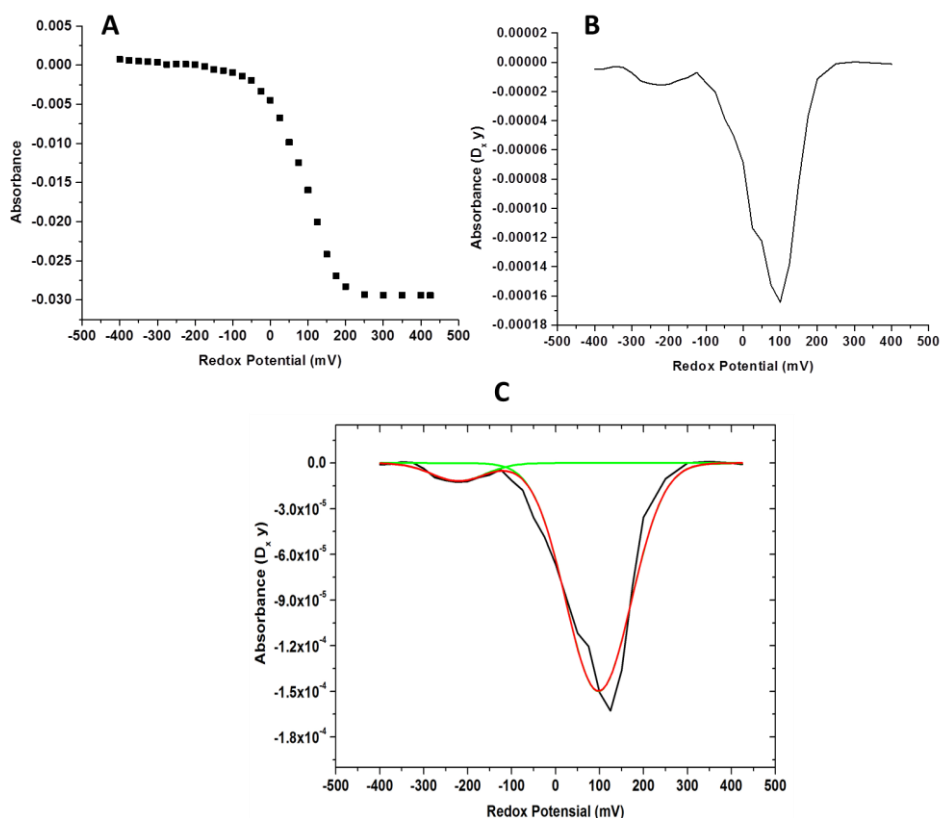 A
0.005
0.000
-0.005
-0.010
-0.015
-0.020
-0.025
-0.030
Absorbance
-500 -400 -300 -200 -100 0 100 200 300 400 500
Redox Potential (mV)
B
0.00002
0.00000
-0.00002
-0.00004
-0.00006
-0.00008
-0.00010
-0.00012
-0.00014
-0.00016
-0.00018
Absorbance (Dx y)
-500 -400 -300 -200 -100 0 100 200 300 400 500
Redox Potential (mV)
C
0.0
-3.0x10-5
-6.0x10-5
-9.0x10-5
-1.2x10-4
-1.5x10-4
-1.8x10-4
Absorbance (Dx y)
-500 -400 -300 -200 -100 0 100 200 300 400 500
Redox Potensial (mV)